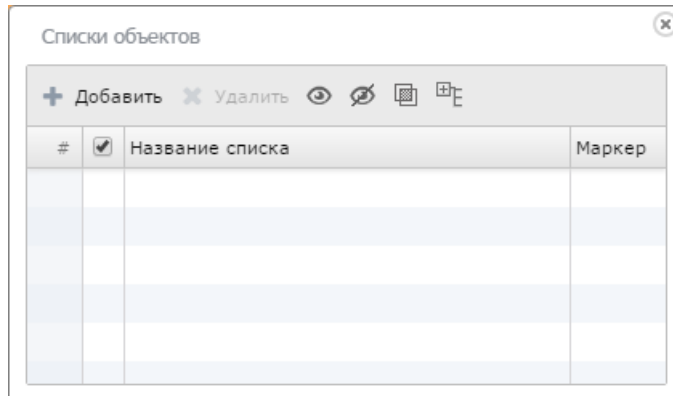 Списки объектов
Добавить Удалить
# Название списка Маркер